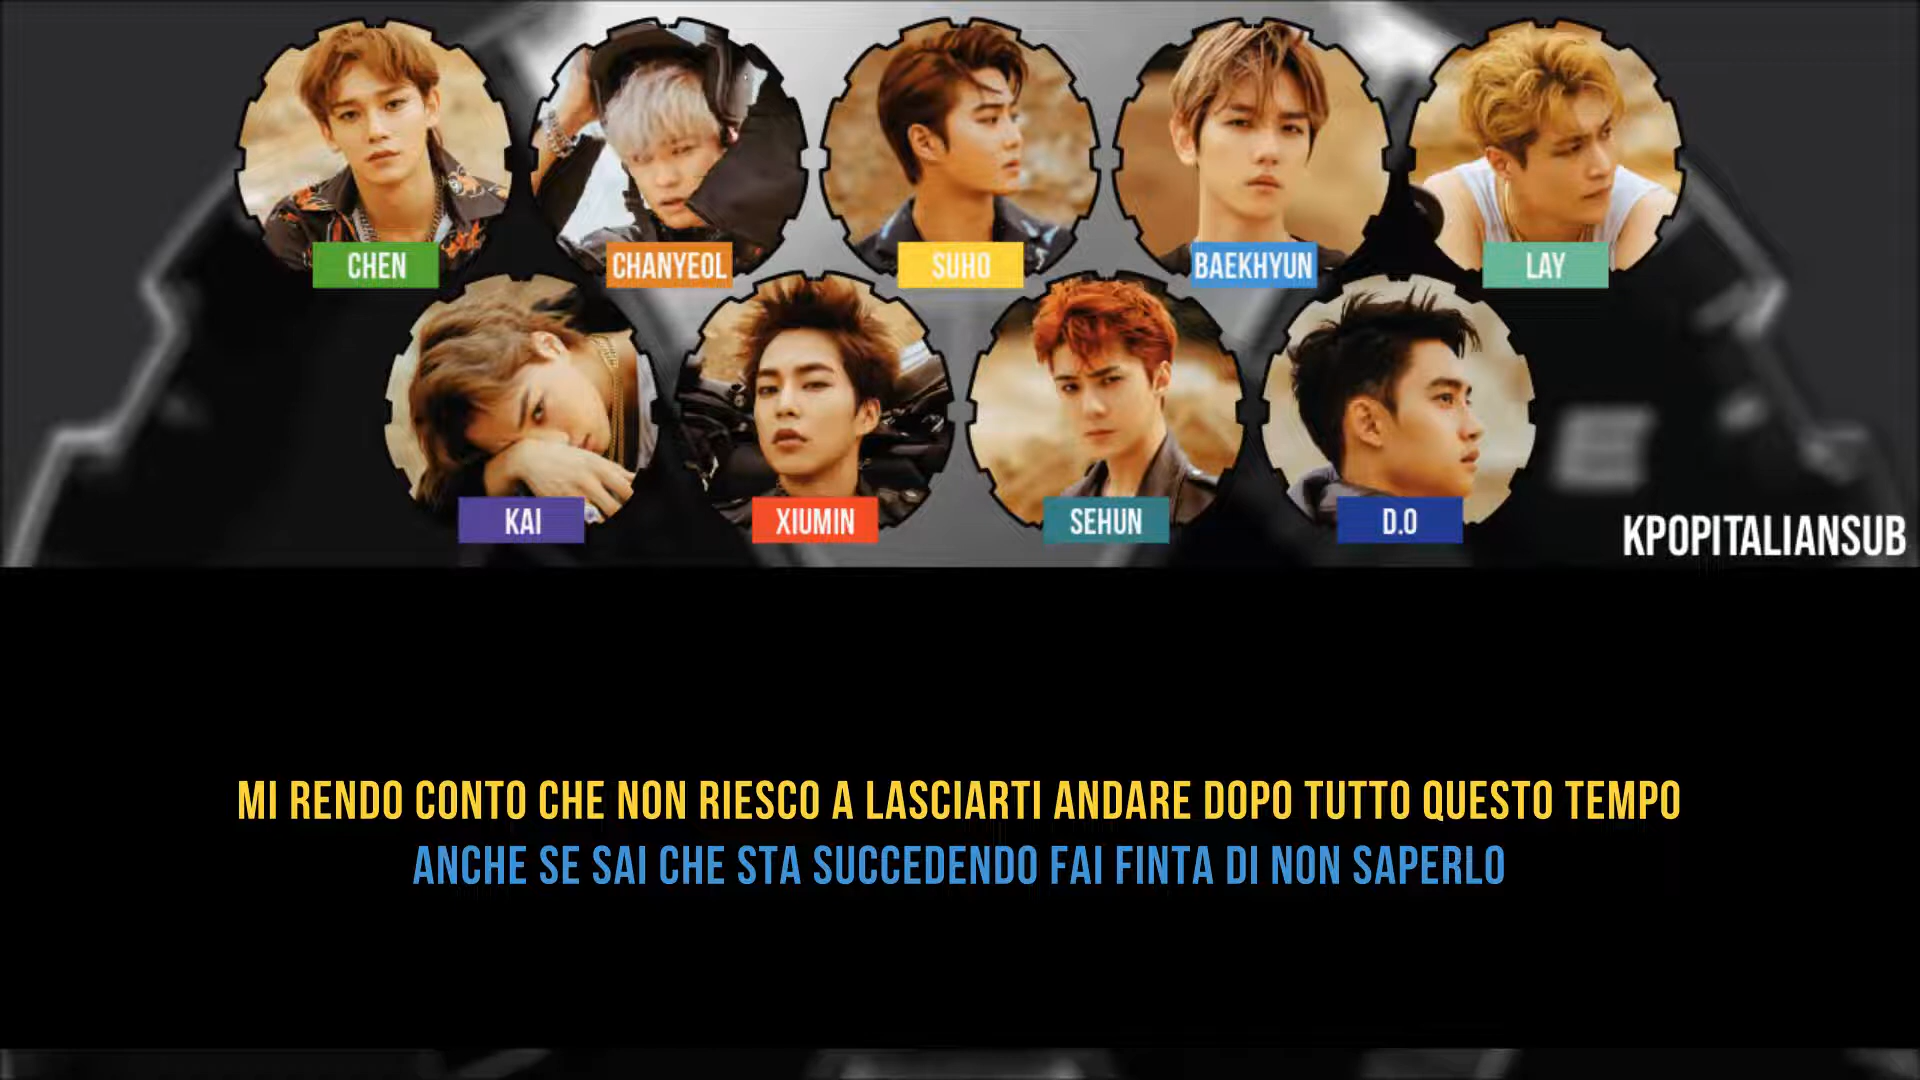 CHEN
CHANYEOL
SUHO
BAEKHYUN
LAY
KAI
XIUMIN
SEHUN
D.O
KPOPITALIANSUB
MI RENDO CONTO CHE NON RIESCO A LASCIARTI ANDARE DOPO TUTTO QUESTO TEMPO
ANCHE SE SAI CHE STA SUCCEDENDO FAI FINTA DI NON SAPERLO